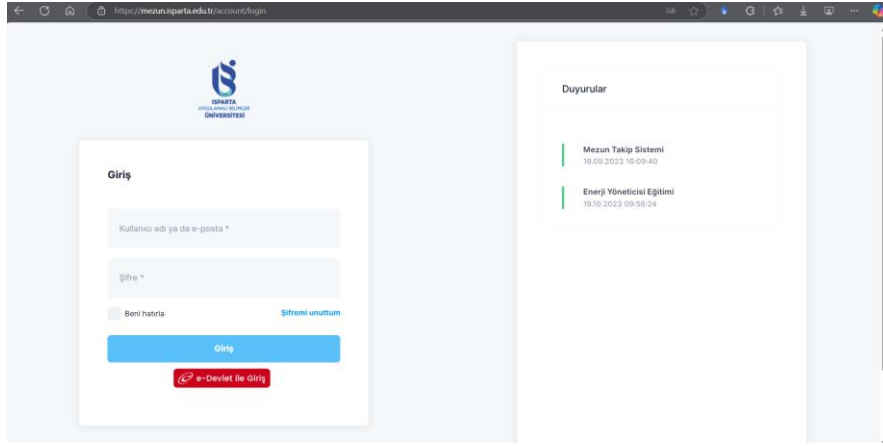 https://mezun.isparta.edu.tr/account/login
ISPARTA
UYGULAMALI BİLİMLER
ÜNİVERSİTESİ
Giriş
Kullanıcı adı ya da e-posta *
Şifre *
Beni hatırla
Şifremi unuttum
Giriş
e-Devlet ile Giriş
Duyurular
Mezun Takip Sistemi
19.09.2023 16:09:40
Enerji Yöneticisi Eğitimi
19.10.2023 09:56:24